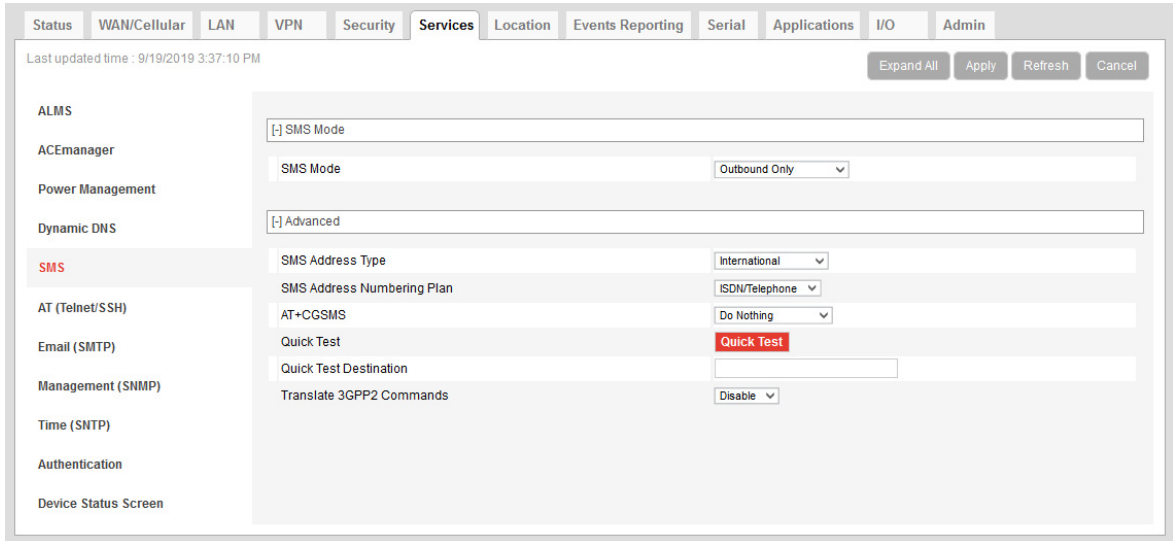 Status WAN/Cellular LAN VPN Security Services Location Events Reporting Serial Applications I/O Admin
Last updated time : 9/19/2019 3:37:10 PM
Expand All Apply Refresh Cancel
ALMS
ACEmanager
Power Management
Dynamic DNS
SMS
AT (Telnet/SSH)
Email (SMTP)
Management (SNMP)
Time (SNTP)
Authentication
Device Status Screen
[-] SMS Mode
SMS Mode Outbound Only
[-] Advanced
SMS Address Type International
SMS Address Numbering Plan ISDN/Telephone
AT+CGSMS Do Nothing
Quick Test Quick Test
Quick Test Destination
Translate 3GPP2 Commands Disable